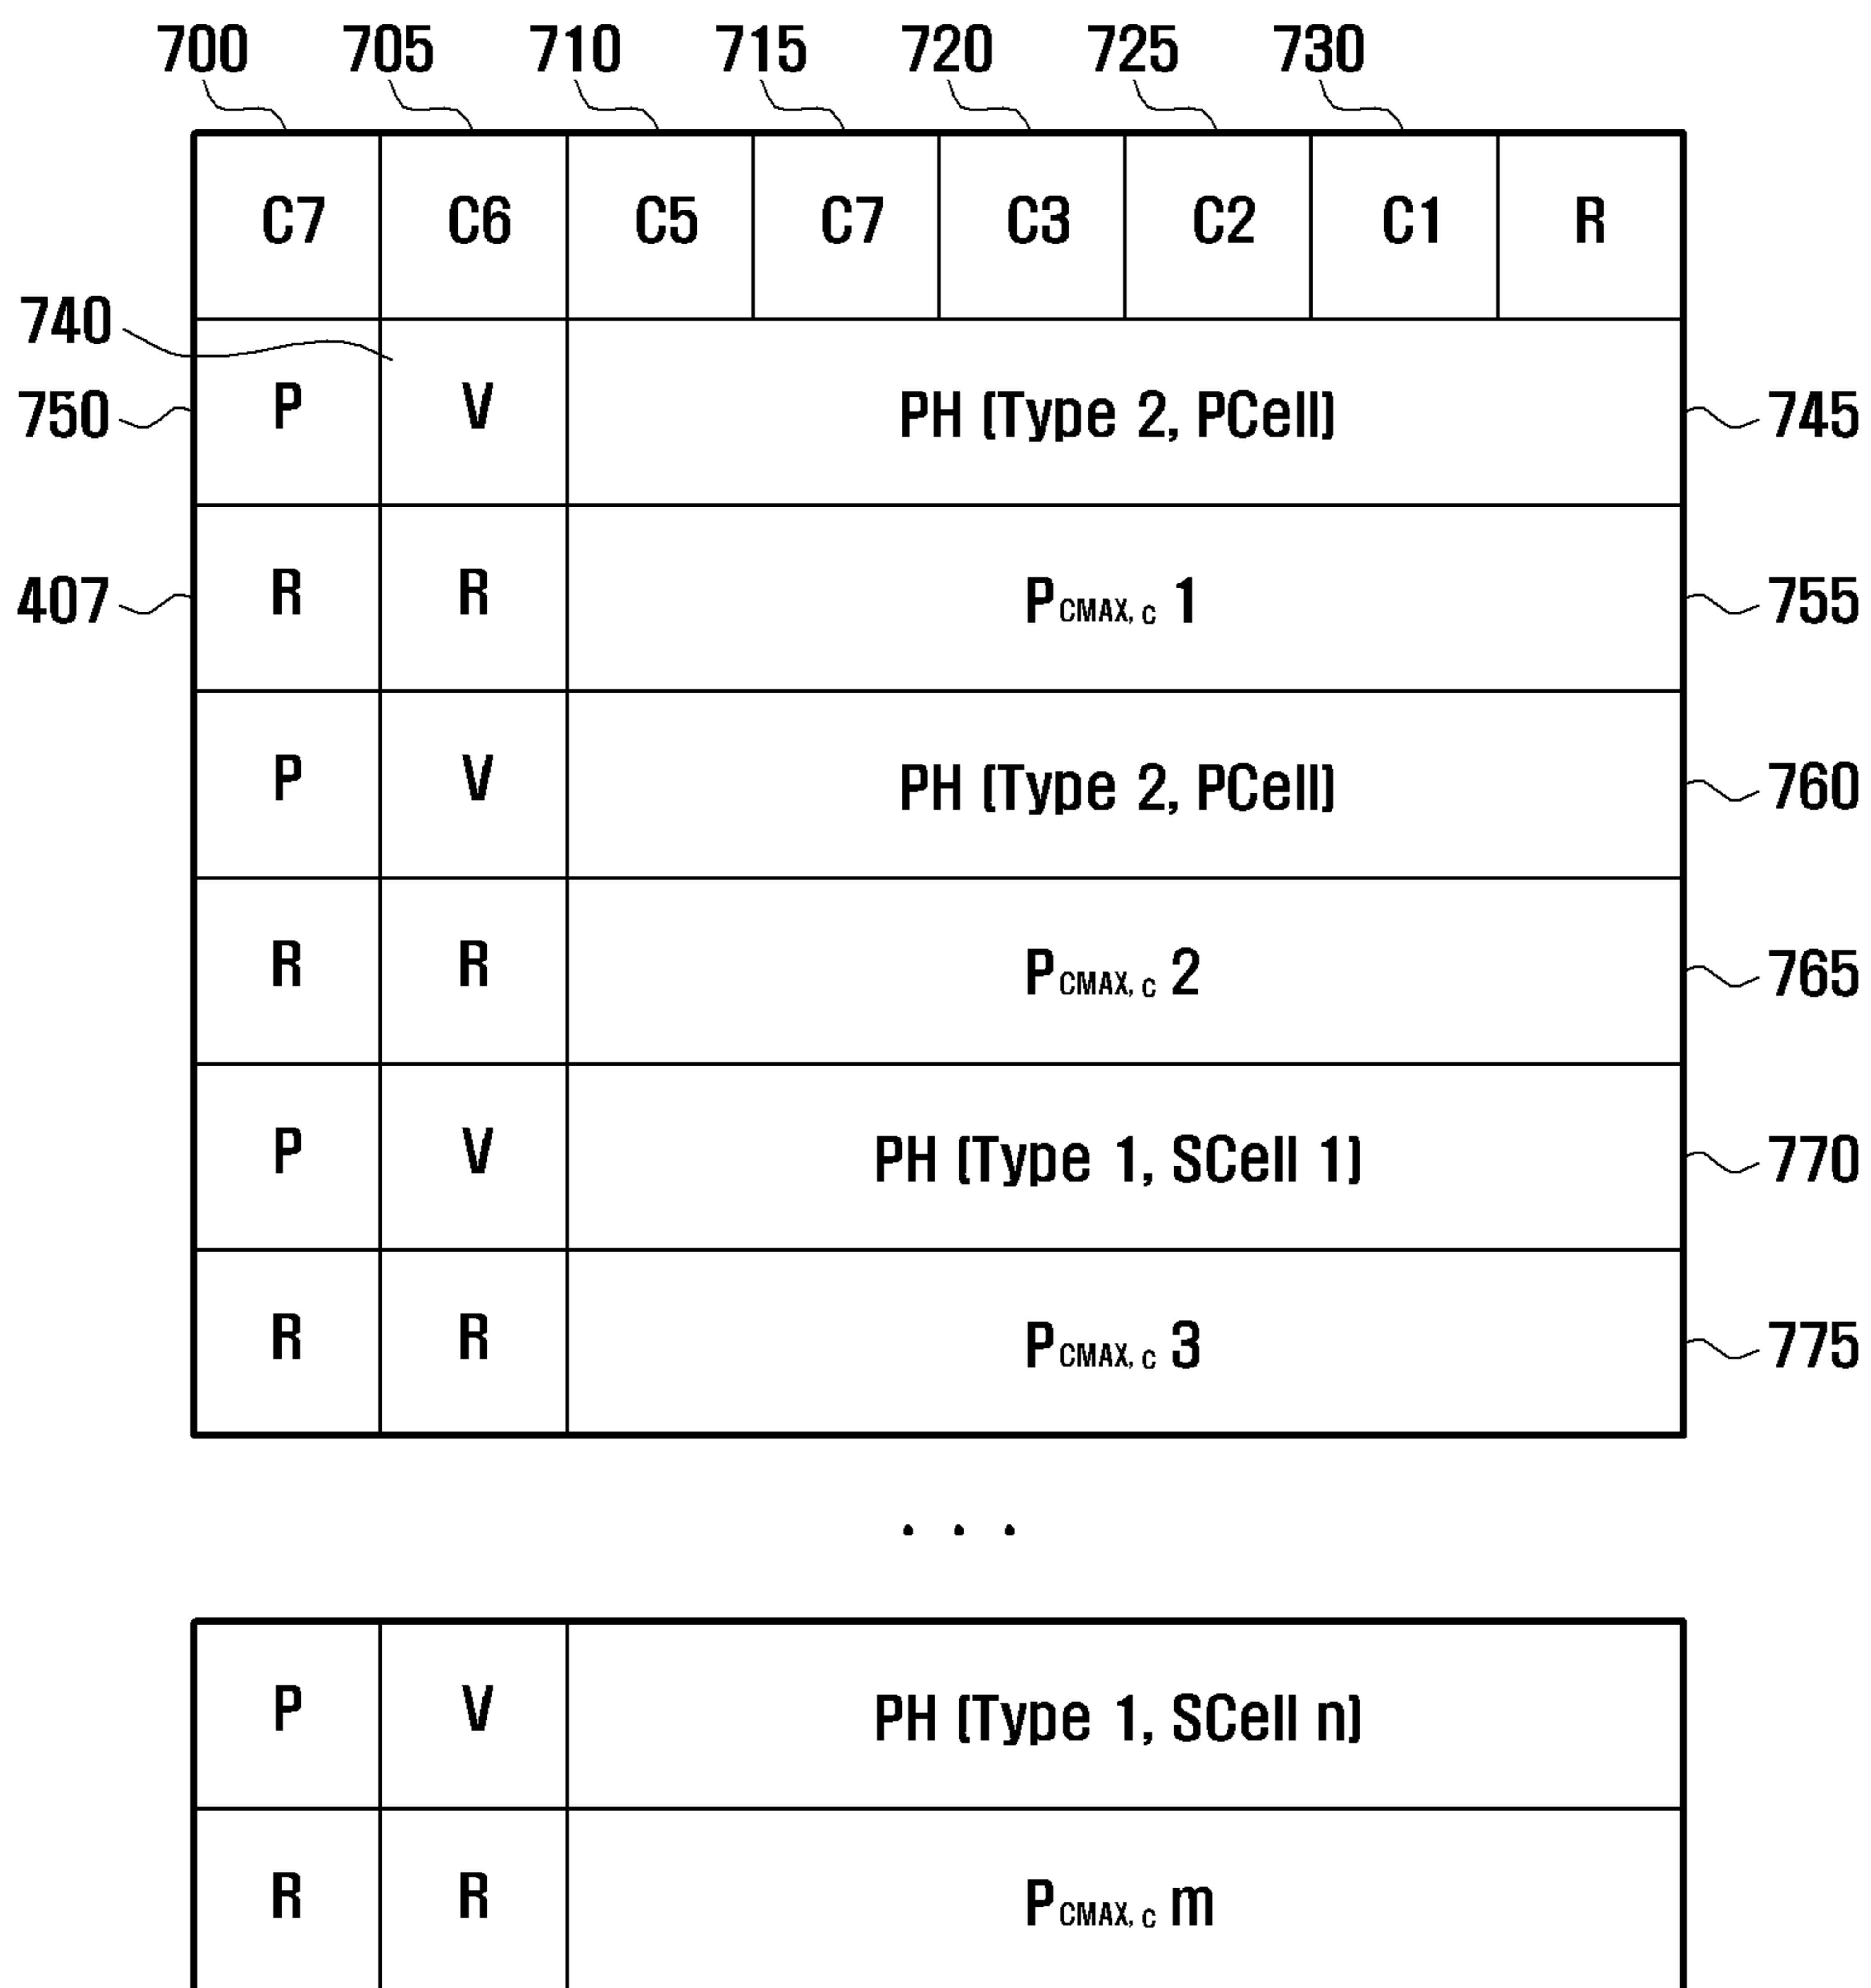 700 705 710 715 720 725 730
C7 C6 C5 C7 C3 C2 C1 R
740
750 P V PH (Type 2, PCell) 745
407 R R PCMAX, c 1 755
P V PH (Type 2, PCell) 760
R R PCMAX, c 2 765
P V PH (Type 1, SCell 1) 770
R R PCMAX, c 3 775
. . .
P V PH (Type 1, SCell n)
R R PCMAX, c m